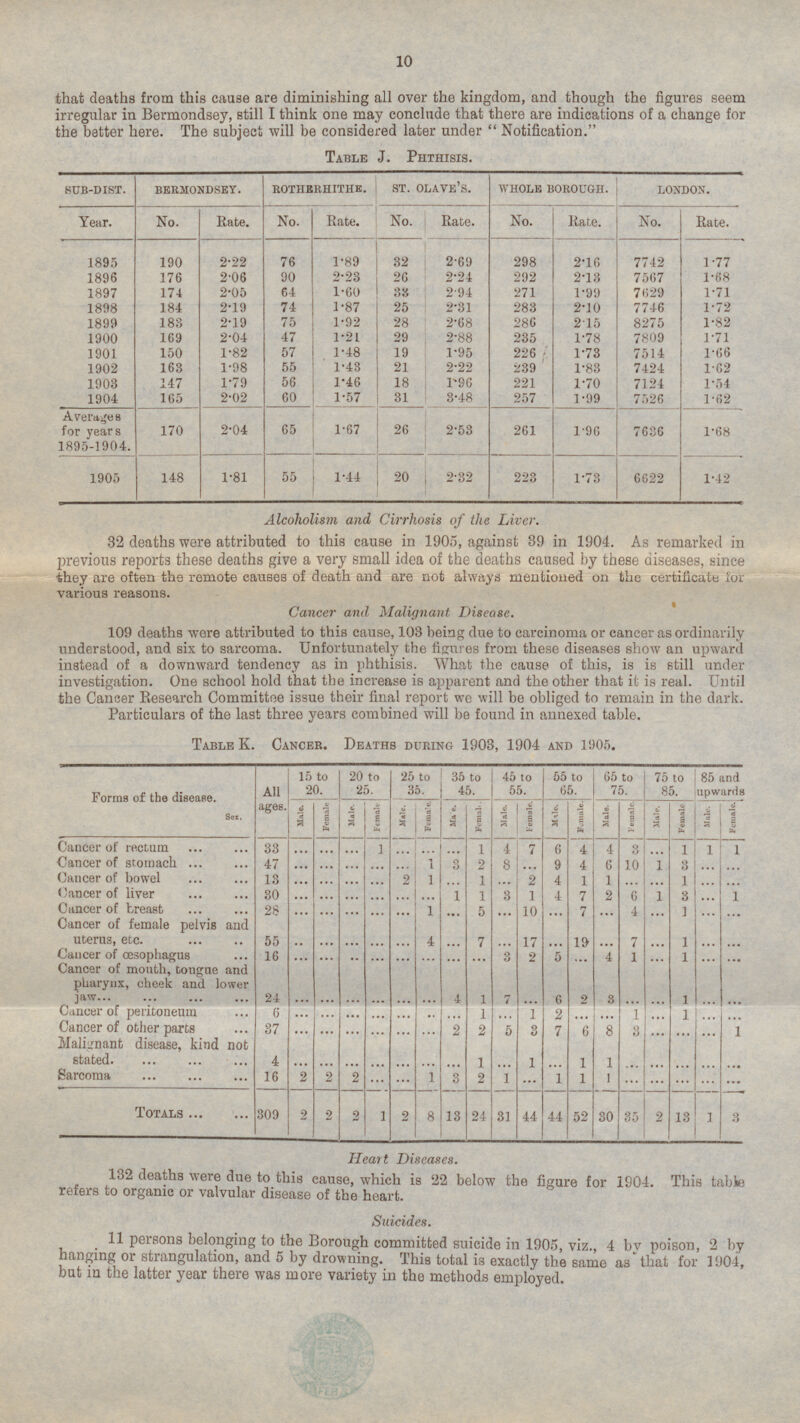 10
that deaths from this cause are diminishing all over the kingdom, and though the figures seem
irregular in Bermondsey, still I think one may conclude that there are indications of a change for
the better here. The subject will be considered later under “ Notification.”
Table J. Phthisis.
SUB-DIST. BERMONDSEY. ROTHERHITHE. ST. OLAVE'S. WHOLE BOROUGH. LONDON.
Year. No. Rate. No. Rate. No. Rate. No. Rate. No. Rate.
1895 190 2·22 76 1·89 32 2·69 298 2·16 7742 1·77
1896 176 2·06 90 2·23 26 2·24 292 2·13 7567 1·68
1897 174 2·05 64 1·60 33 2·94 271 1·99 7629 1·71
1898 184 2·19 74 1·87 25 2·31 283 2·10 7746 1·72
1899 183 2·19 75 1·92 28 2·68 286 2·15 8275 1·82
1900 169 2·04 47 1·21 29 2·88 235 1·78 7809 1·71
1901 150 1·82 57 1·48 19 1·95 226 1·73 7514 1·66
1902 163 1·98 55 1·43 21 2·22 239 1·83 7424 1·62
1903 147 1·79 56 1·46 18 1·96 221 1·70 7124 1·54
1904 165 2·02 60 1·57 31 3·48 257 1·99 7526 1·62
Averages
for years
1895-1904. 170 2·04 65 1·67 26 2·53 261 1·96 7636 1·68
1905 148 1·81 55 1·44 20 2·32 223 1·73 6622 1·42
Alcoholism and Cirrhosis of the Liver.
32 deaths were attributed to this cause in 1905, against 39 in 1904. As remarked in
previous reports these deaths give a very small idea of the deaths caused by these diseases, since
they are often the remote causes of death and are not always mentioned on the certificate for
various reasons.
Cancer and Malignant Disease.
109 deaths were attributed to this cause, 103 being due to carcinoma or cancer as ordinarily
understood, and six to sarcoma. Unfortunately the figures from these diseases show an upward
instead of a downward tendency as in phthisis. What the cause of this, is is still under
investigation. One school hold that the increase is apparent and the other that it is real. Until
the Cancer Research Committee issue their final report we will be obliged to remain in the dark.
Particulars of the last three years combined will be found in annexed table.
Table K. Cancer. Deaths during 1903, 1904 and 1905.
Forms of the disease. Sex. All ages. 15 to 20. 20 to 25. 25 to 35. 35 to 45. 45 to 55. 55 to 65. 65 to 75. 75 to 85. 85 and upwards
Male. Female Male. Female Male. Female Male. Female. Male. Female. Male. Female. Male. Female Male. Female Male. Female.
Cancer of rectum ... ... 33 ... ... ... 1 ... ... ... 1 4 7 6 4 4 3 ... 1 1 1
Cancer of stomach ... ... 47 ... ... ... ... ... 1 3 2 8 ... 9 4 6 10 1 3 ... ...
Cancer of bowel ... ... 13 ... ... ... ... 2 1 ... 1 ... 2 4 1 1 ... ... 1 ... ...
Cancer of liver ... ... 30 ... ... ... ... ... ... 1 1 3 1 4 7 2 6 1 3 ... 1
Cancer of breast ... ... 28 ... ... ... ... ... 1 ... 5 ... 10 ... 7 ... 4 ... 1 ... ...
Cancer of female pelvis and
uterus, etc. ... .. 55 .. ... ... ... ... 4 ... 7 ... 17 ... 19 ... 7 ... 1 ... ...
Cancer of œsophagus ... 16 ... ... ... .. ... ... ... ... 3 2 5 ... 4 1 ... 1 ... ...
Cancer of mouth, tongue and
pharynx, cheek and lower
jaw... ... ... ... 24 ... ... ... ... ... ... 4 1 7 ... 6 2 3 ... ... 1 ... ...
Cancer of peritoneum ... 6 ... ... ... ... ... .. ... 1 ... 1 2 ... ... 1 ... 1 ... ...
Cancer of other parts ... 37 ... ... ... ... ... ... 2 2 5 3 7 6 8 3 ... ... ... 1
Malignant disease, kind not
stated. ... ... ... 4 ... ... ... ... ... ... ... 1 ... 1 ... 1 1 ... ... ... ... ...
Sarcoma ... ... ... 16 2 2 2 ... ... 1 3 2 1 ... 1 1 1 ... ... ... ... ...
Totals ... ... 309 2 2 2 1 2 8 13 24 31 44 44 52 30 35 2 13 1 3
Heart Diseases.
132 deaths were due to this cause, which is 22 below the figure for 1904. This table
refers to organic or valvular disease of the heart.
Suicides.
11 persons belonging to the Borough committed suicide in 1905, viz., 4 by poison, 2 by
hanging or strangulation, and 5 by drowning. This total is exactly the same as that for 1904,
but in the latter year there was more variety in the methods employed.